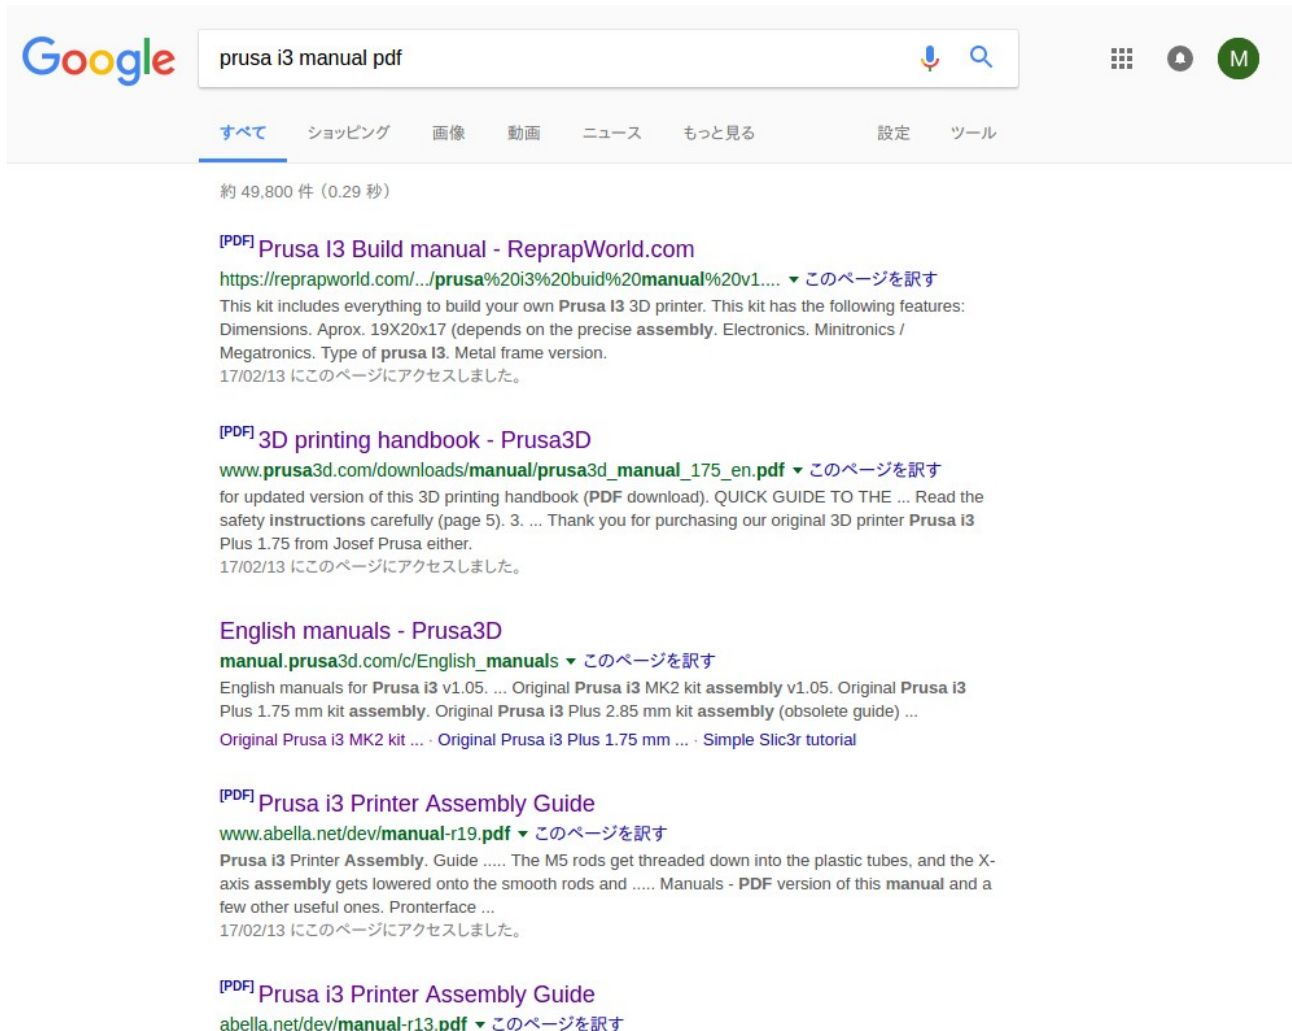 Google
prusa i3 manual pdf
M
すべて ショッピング 画像 動画 ニュース もっと見る 設定 ツール
約 49,800 件 (0.29 秒)
[PDF] Prusa I3 Build manual - ReprapWorld.com
https://reprapworld.com/.../prusa%20i3%20buid%20manual%20v1.... ▼ このページを訳す
This kit includes everything to build your own Prusa I3 3D printer. This kit has the following features:
Dimensions. Aprox. 19X20x17 (depends on the precise assembly. Electronics. Minitronics /
Megatronics. Type of prusa I3. Metal frame version.
17/02/13 にこのページにアクセスしました。
[PDF] 3D printing handbook - Prusa3D
www.prusa3d.com/downloads/manual/prusa3d_manual_175_en.pdf ▼ このページを訳す
for updated version of this 3D printing handbook (PDF download). QUICK GUIDE TO THE ... Read the
safety instructions carefully (page 5). 3. ... Thank you for purchasing our original 3D printer Prusa i3
Plus 1.75 from Josef Prusa either.
17/02/13 にこのページにアクセスしました。
English manuals - Prusa3D
manual.prusa3d.com/c/English_manuals ▼ このページを訳す
English manuals for Prusa i3 v1.05. ... Original Prusa i3 MK2 kit assembly v1.05. Original Prusa i3
Plus 1.75 mm kit assembly. Original Prusa i3 Plus 2.85 mm kit assembly (obsolete guide) ...
Original Prusa i3 MK2 kit ... · Original Prusa i3 Plus 1.75 mm ... · Simple Slic3r tutorial
[PDF] Prusa i3 Printer Assembly Guide
www.abella.net/dev/manual-r19.pdf ▼ このページを訳す
Prusa i3 Printer Assembly. Guide ..... The M5 rods get threaded down into the plastic tubes, and the X-
axis assembly gets lowered onto the smooth rods and ..... Manuals - PDF version of this manual and a
few other useful ones. Pronterface ...
17/02/13 にこのページにアクセスしました。
[PDF] Prusa i3 Printer Assembly Guide
abella.net/dev/manual-r13.pdf ▼ このページを訳す